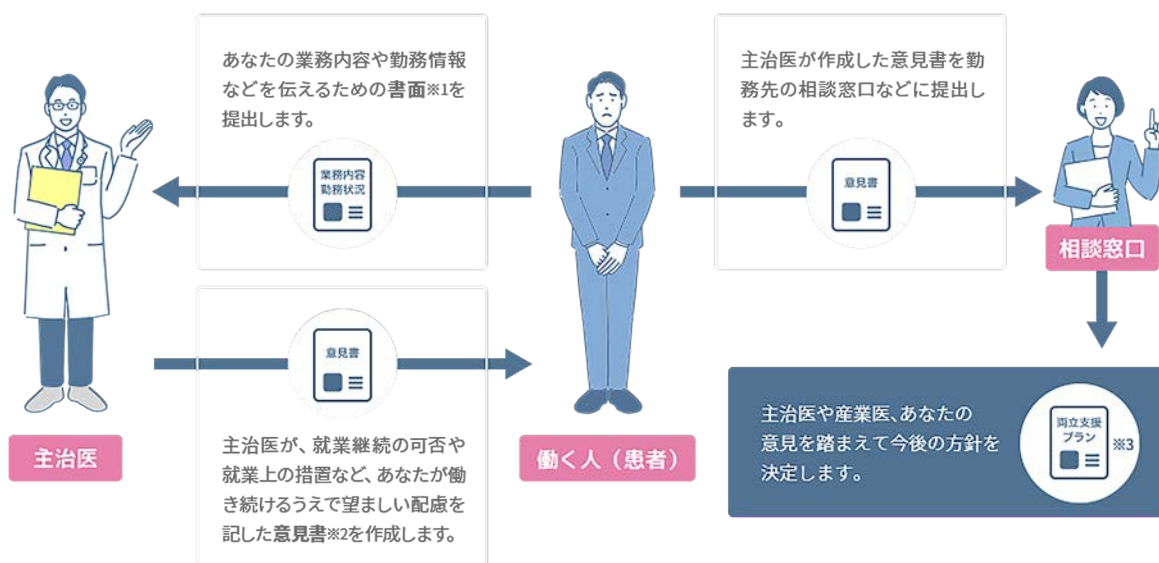 あなたの業務内容や勤務情報
などを伝えるための書面※1を
提出します。
業務内容
勤務状況
主治医が作成した意見書を勤
務先の相談窓口などに提出し
ます。
意見書
相談窓口
意見書
主治医が、就業継続の可否や
就業上の措置など、あなたが働
き続けるうえで望ましい配慮を
記した意見書※2を作成します。
主治医
働く人（患者）
主治医や産業医、あなたの
意見を踏まえて今後の方針を
決定します。
両立支援
プラン
※3